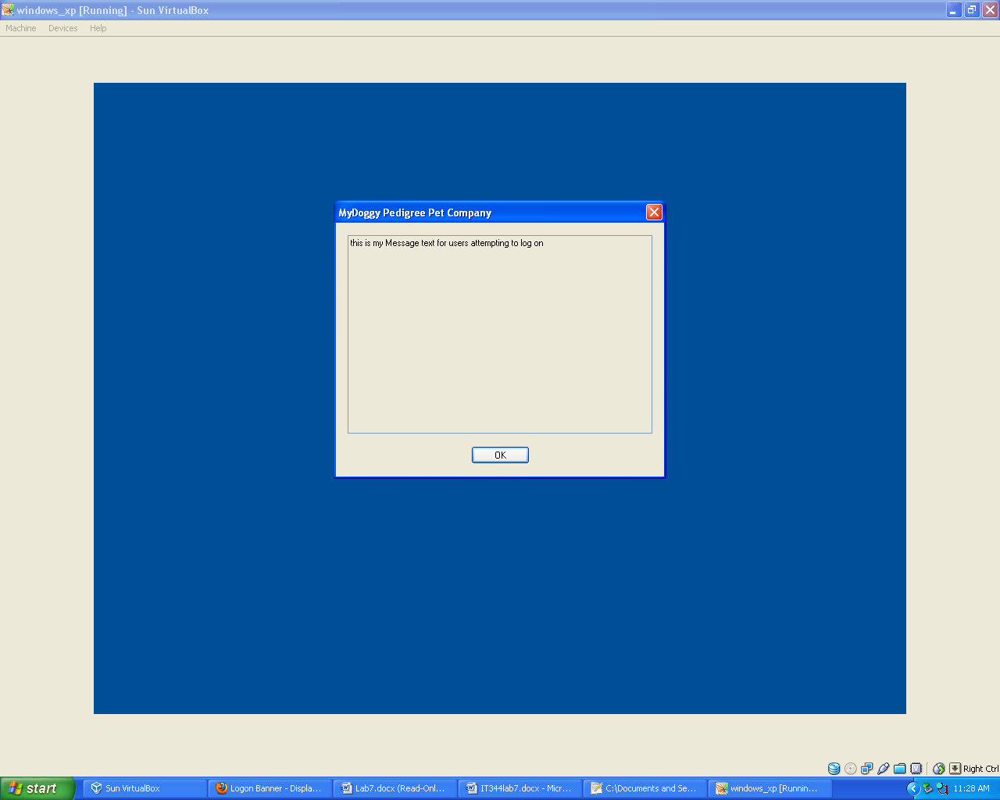 windows_xp [Running] - Sun VirtualBox
Machine Devices Help
MyDoggy Pedigree Pet Company
this is my Message text for users attempting to log on
OK
Right Ctrl
start Sun VirtualBox Logon Banner - Displa... Lab7.docx (Read-Onl... IT344lab7.docx - Micr... C:\Documents and Se... windows_xp [Runnin... 11:28 AM